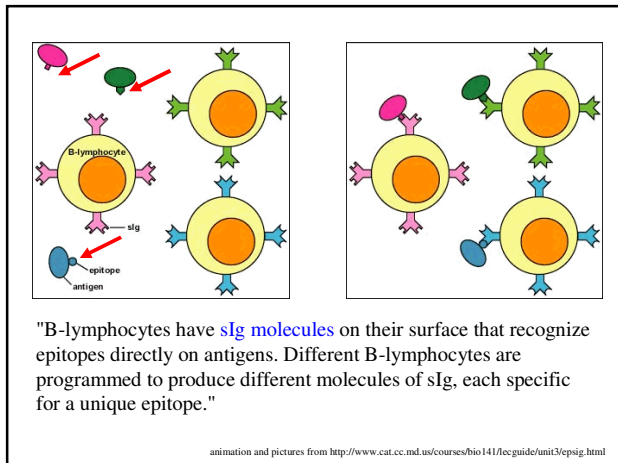 B-lymphocyte
sIg
epitope
antigen
"B-lymphocytes have sIg molecules on their surface that recognize
epitopes directly on antigens. Different B-lymphocytes are
programmed to produce different molecules of sIg, each specific
for a unique epitope."
animation and pictures from http://www.cat.cc.md.us/courses/bio141/lecguide/unit3/epsig.html